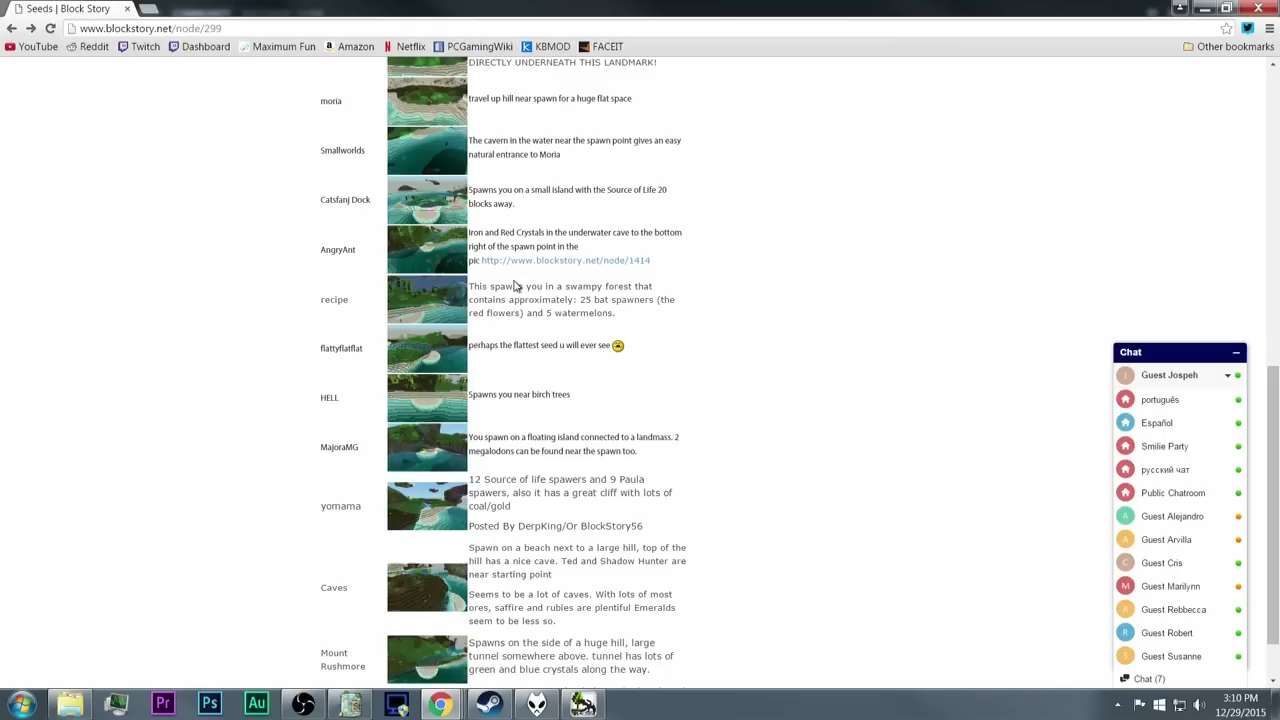 Seeds | Block Story
www.blockstory.net/node/299
YouTube
Reddit
Twitch
Dashboard
Maximum Fun
Amazon
Netflix
PCGamingWiki
KBMOD
FACEIT
Other bookmarks
DIRECTLY UNDERNEATH THIS LANDMARK!
moria
travel up hill near spawn for a huge flat space
Smallworlds
The cavern in the water near the spawn point gives an easy
natural entrance to Moria
Catsfanj Dock
Spawns you on a small island with the Source of Life 20
blocks away.
AngryAnt
Iron and Red Crystals in the underwater cave to the bottom
right of the spawn point in the
pic http://www.blockstory.net/node/1414
recipe
This spawns you in a swampy forest that
contains approximately: 25 bat spawners (the
red flowers) and 5 watermelons.
flattyflatflat
perhaps the flattest seed u will ever see
HELL
Spawns you near birch trees
MajoraMG
You spawn on a floating island connected to a landmass. 2
megalodons can be found near the spawn too.
yomama
12 Source of life spawers and 9 Paula
spawers, also it has a great cliff with lots of
coal/gold
Posted By DerpKing/Or BlockStory56
Caves
Spawn on a beach next to a large hill, top of the
hill has a nice cave. Ted and Shadow Hunter are
near starting point
Seems to be a lot of caves. With lots of most
ores, saffire and rubies are plentiful Emeralds
seem to be less so.
Mount
Rushmore
Spawns on the side of a huge hill, large
tunnel somewhere above. tunnel has lots of
green and blue crystals along the way.
Chat
J
Guest Jospeh
português
Español
Smilie Party
русский чат
Public Chatroom
A
Guest Alejandro
A
Guest Arvilla
C
Guest Cris
M
Guest Marilynn
R
Guest Rebbecca
R
Guest Robert
S
Guest Susanne
Chat (7)
Pr
Ps
Au
3:10 PM
12/29/2015